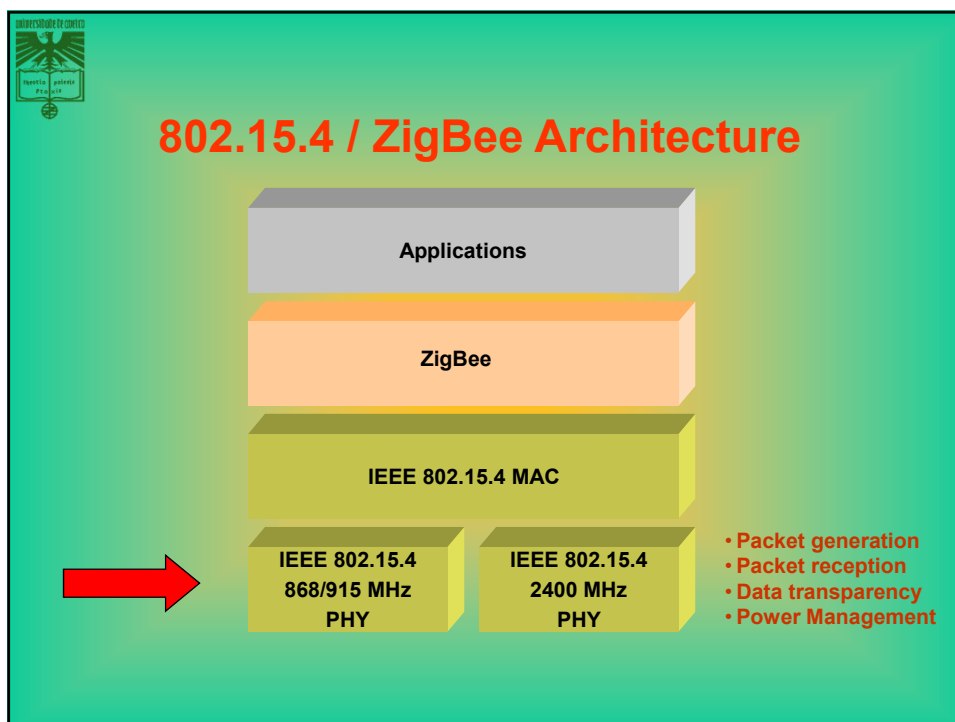 802.15.4 / ZigBee Architecture
Applications
ZigBee
IEEE 802.15.4 MAC
IEEE 802.15.4
868/915 MHz
PHY
IEEE 802.15.4
2400 MHz
PHY
• Packet generation
• Packet reception
• Data transparency
• Power Management